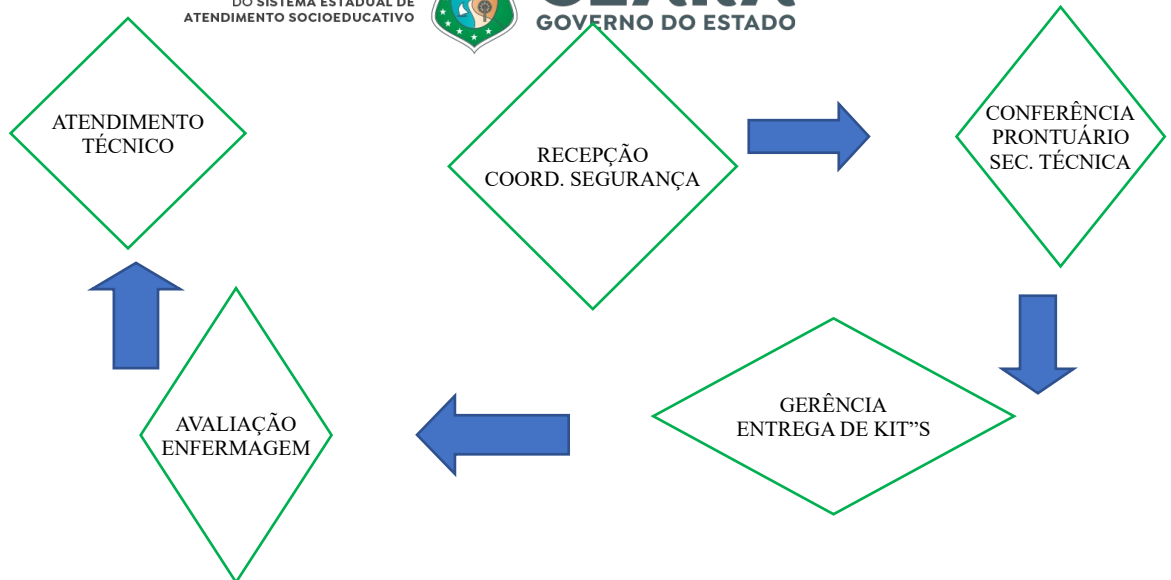 DO SISTEMA ESTADUAL DE
ATENDIMENTO SOCIOEDUCATIVO
GOVERNO DO ESTADO
ATENDIMENTO
TÉCNICO
RECEPÇÃO
COORD. SEGURANÇA
CONFERÊNCIA
PRONTUÁRIO
SEC. TÉCNICA
GERÊNCIA
ENTREGA DE KIT”S
AVALIAÇÃO
ENFERMAGEM